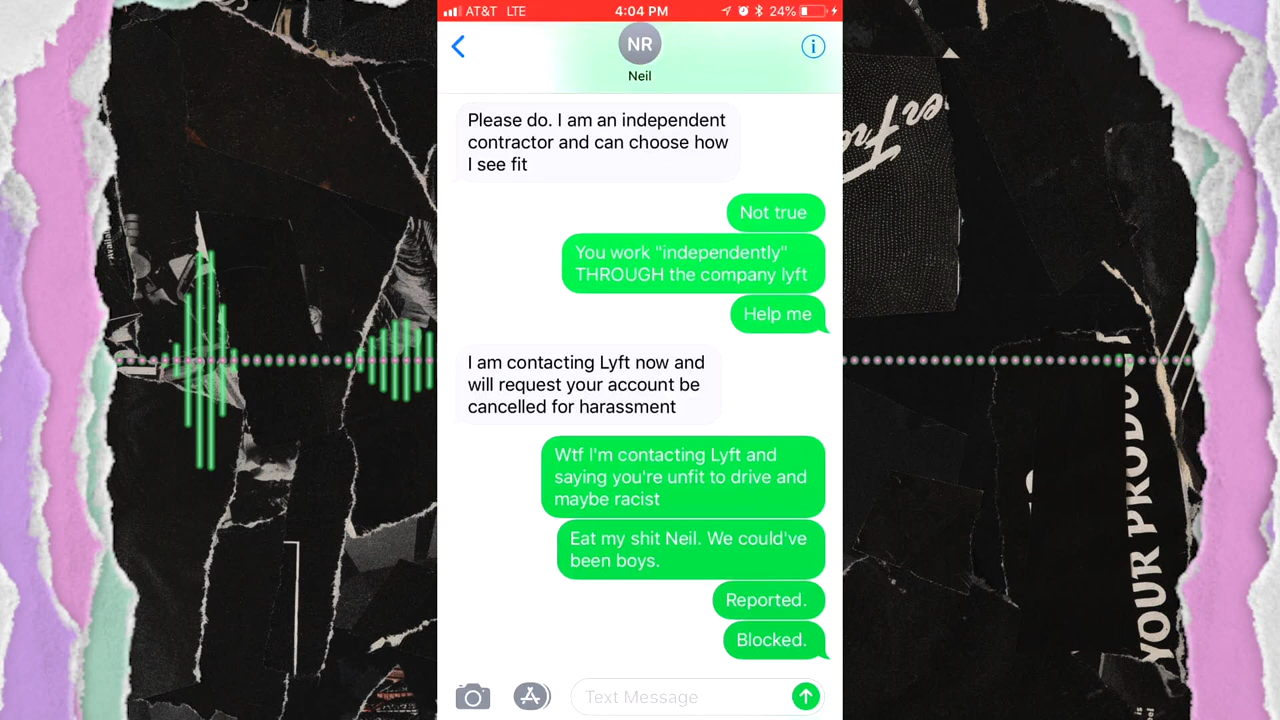 AT&T LTE 4:04 PM 24%
NR
Neil
Please do. I am an independent
contractor and can choose how
I see fit
Not true
You work "independently"
THROUGH the company lyft
Help me
I am contacting Lyft now and
will request your account be
cancelled for harassment
Wtf I'm contacting Lyft and
saying you're unfit to drive and
maybe racist
Eat my shit Neil. We could've
been boys.
Reported.
Blocked.
Text Message
YOUR